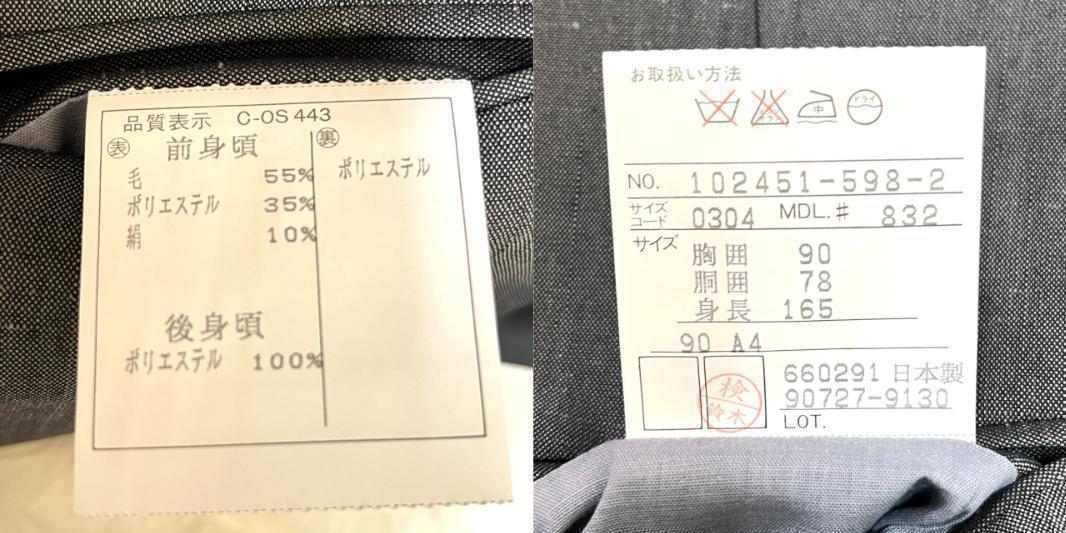 品質表示 C-OS 443
表 前身頃
毛 55%
ポリエステル 35%
絹 10%
後身頃
ポリエステル 100%
裏
ポリエステル
お取扱い方法
中 ドライ
NO. 102451-598-2
サイズコード 0304 MDL.# 832
サイズ 胸囲 90
胴囲 78
身長 165
90 A4
検 鈴木
660291 日本製
90727-9130
LOT.